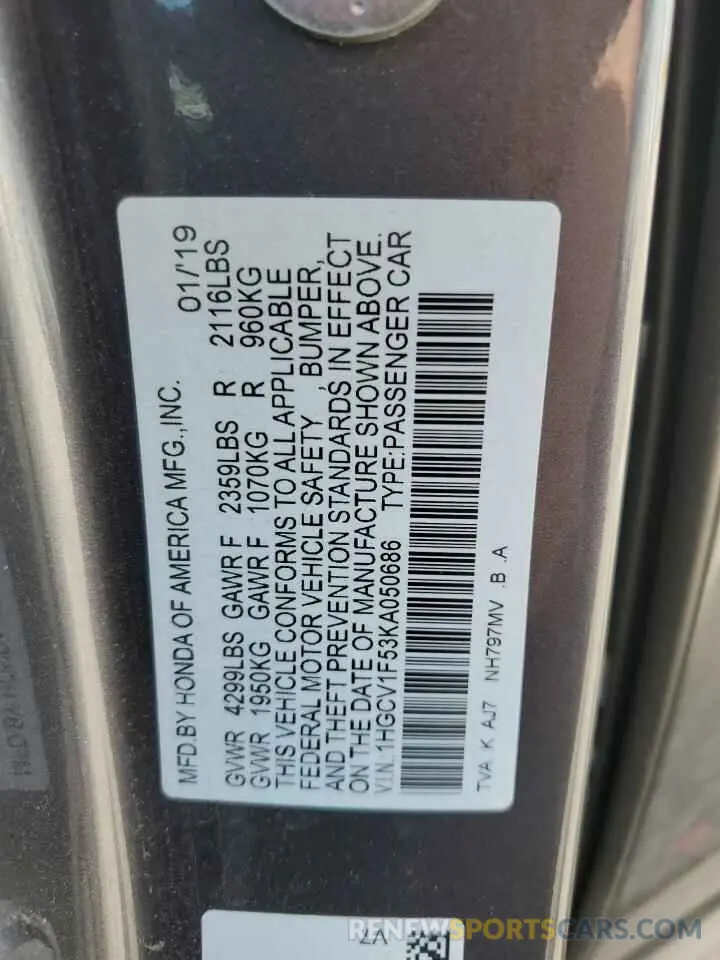 MFD.BY HONDA OF AMERICA MFG.,INC. 01/'19
GVWR 4299LBS GAWR F 2359LBS R 2116LBS
GVWR 1950KG GAWR F 1070KG R 960KG
THIS VEHICLE CONFORMS TO ALL APPLICABLE
FEDERAL MOTOR VEHICLE SAFETY , BUMPER,
AND THEFT PREVENTION STANDARDS IN EFFECT
ON THE DATE OF MANUFACTURE SHOWN ABOVE.
V.I.N. 1HGCV1F53KA050686 TYPE:PASSENGER CAR
TVA K AJ7 NH797MV .B .A
RENEWSPORTSCARS.COM